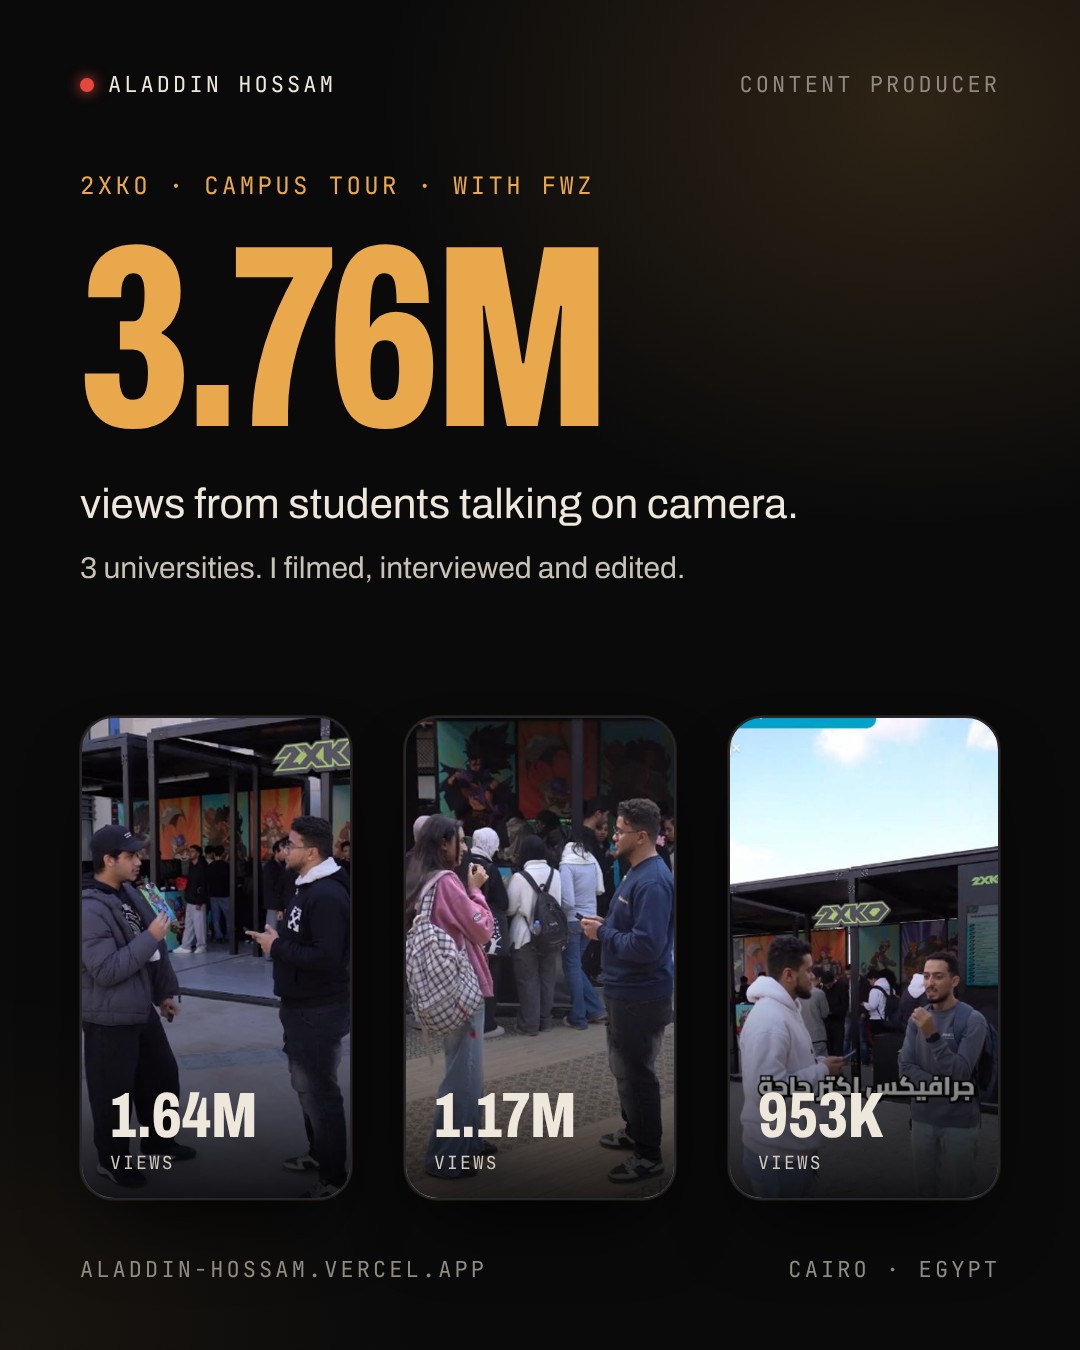 ALADDIN HOSSAM
CONTENT PRODUCER
2XKO · CAMPUS TOUR · WITH FWZ
3.76M
views from students talking on camera.
3 universities. I filmed, interviewed and edited.
2XK
2XK
2XKO
جرافيكس اكتر حاجة
1.64M
VIEWS
1.17M
VIEWS
953K
VIEWS
ALADDIN-HOSSAM.VERCEL.APP
CAIRO · EGYPT